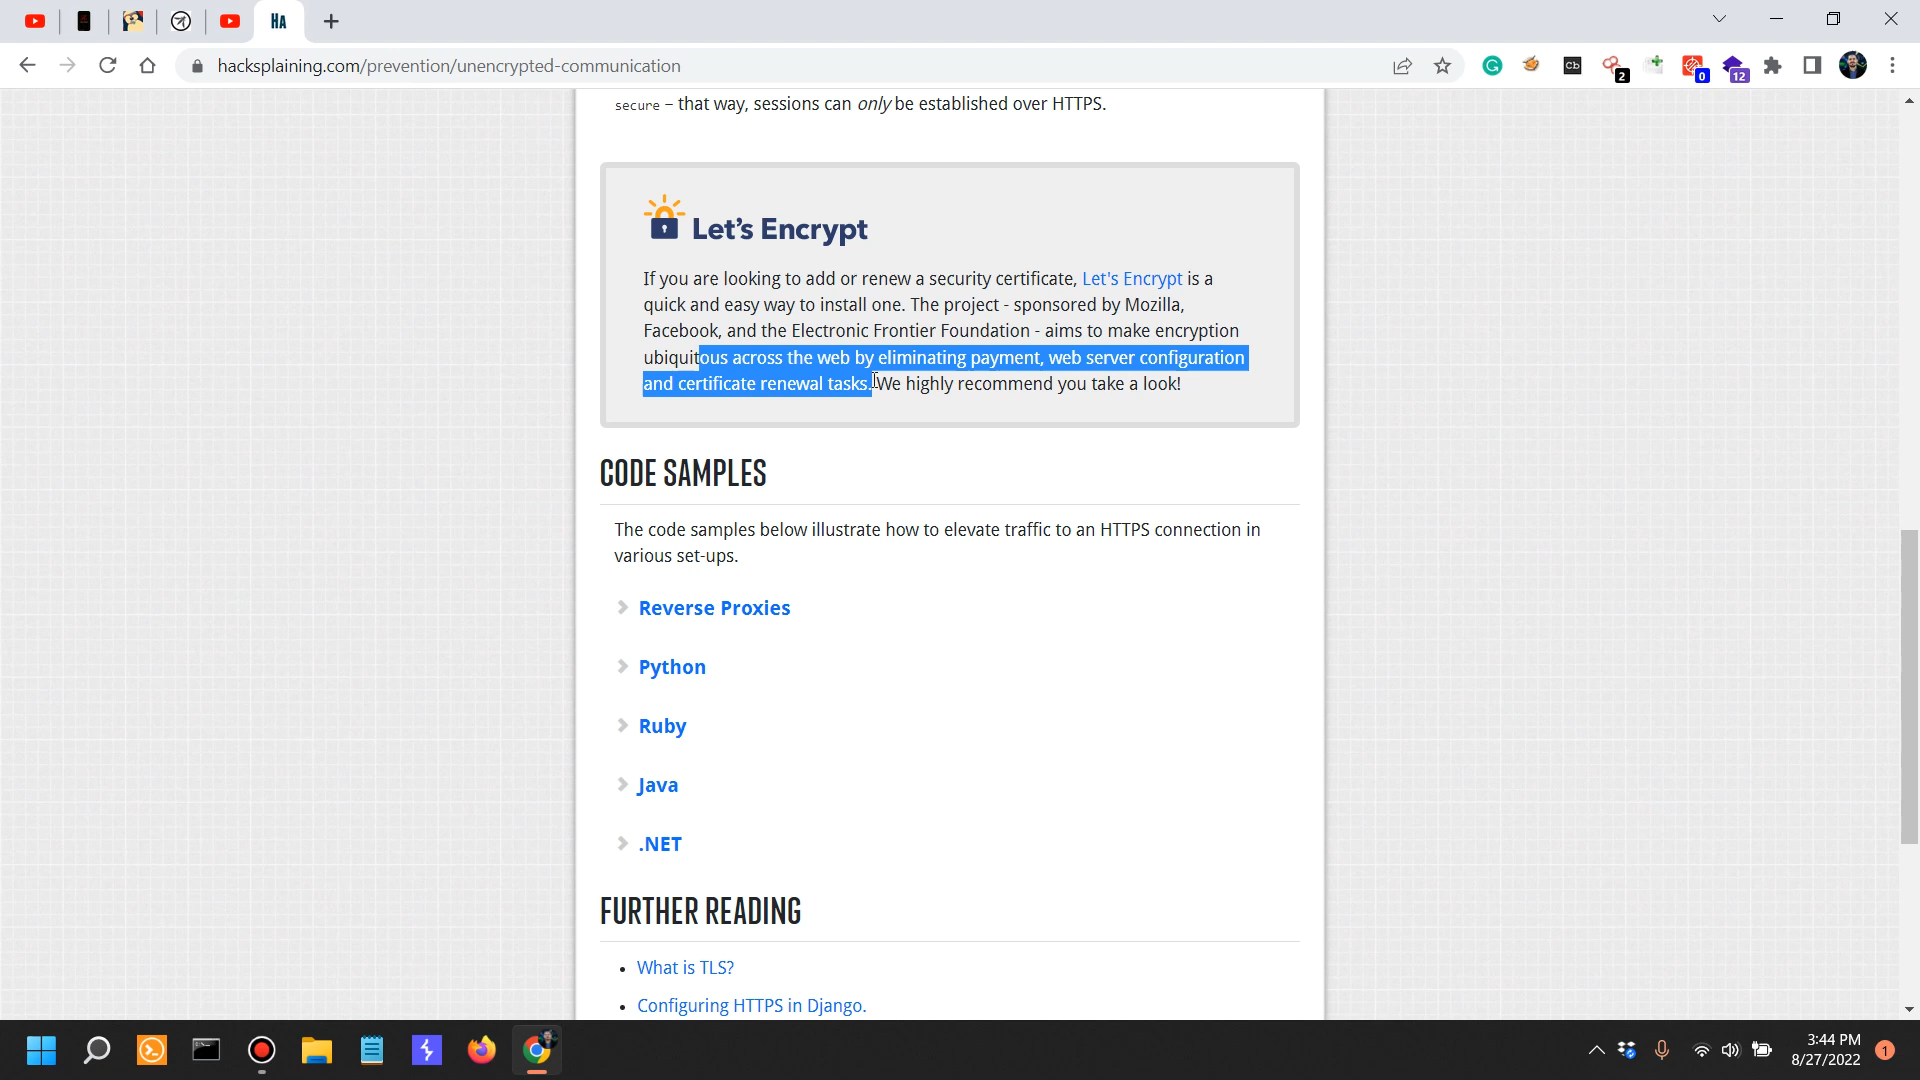 HA
hacksplaining.com/prevention/unencrypted-communication
Cb
2
0
12
secure – that way, sessions can only be established over HTTPS.
Let's Encrypt
If you are looking to add or renew a security certificate, Let's Encrypt is a
quick and easy way to install one. The project - sponsored by Mozilla,
Facebook, and the Electronic Frontier Foundation - aims to make encryption
ubiquitous across the web by eliminating payment, web server configuration
and certificate renewal tasks. We highly recommend you take a look!
CODE SAMPLES
The code samples below illustrate how to elevate traffic to an HTTPS connection in
various set-ups.
Reverse Proxies
Python
Ruby
Java
.NET
FURTHER READING
• What is TLS?
• Configuring HTTPS in Django.
3:44 PM
8/27/2022
1